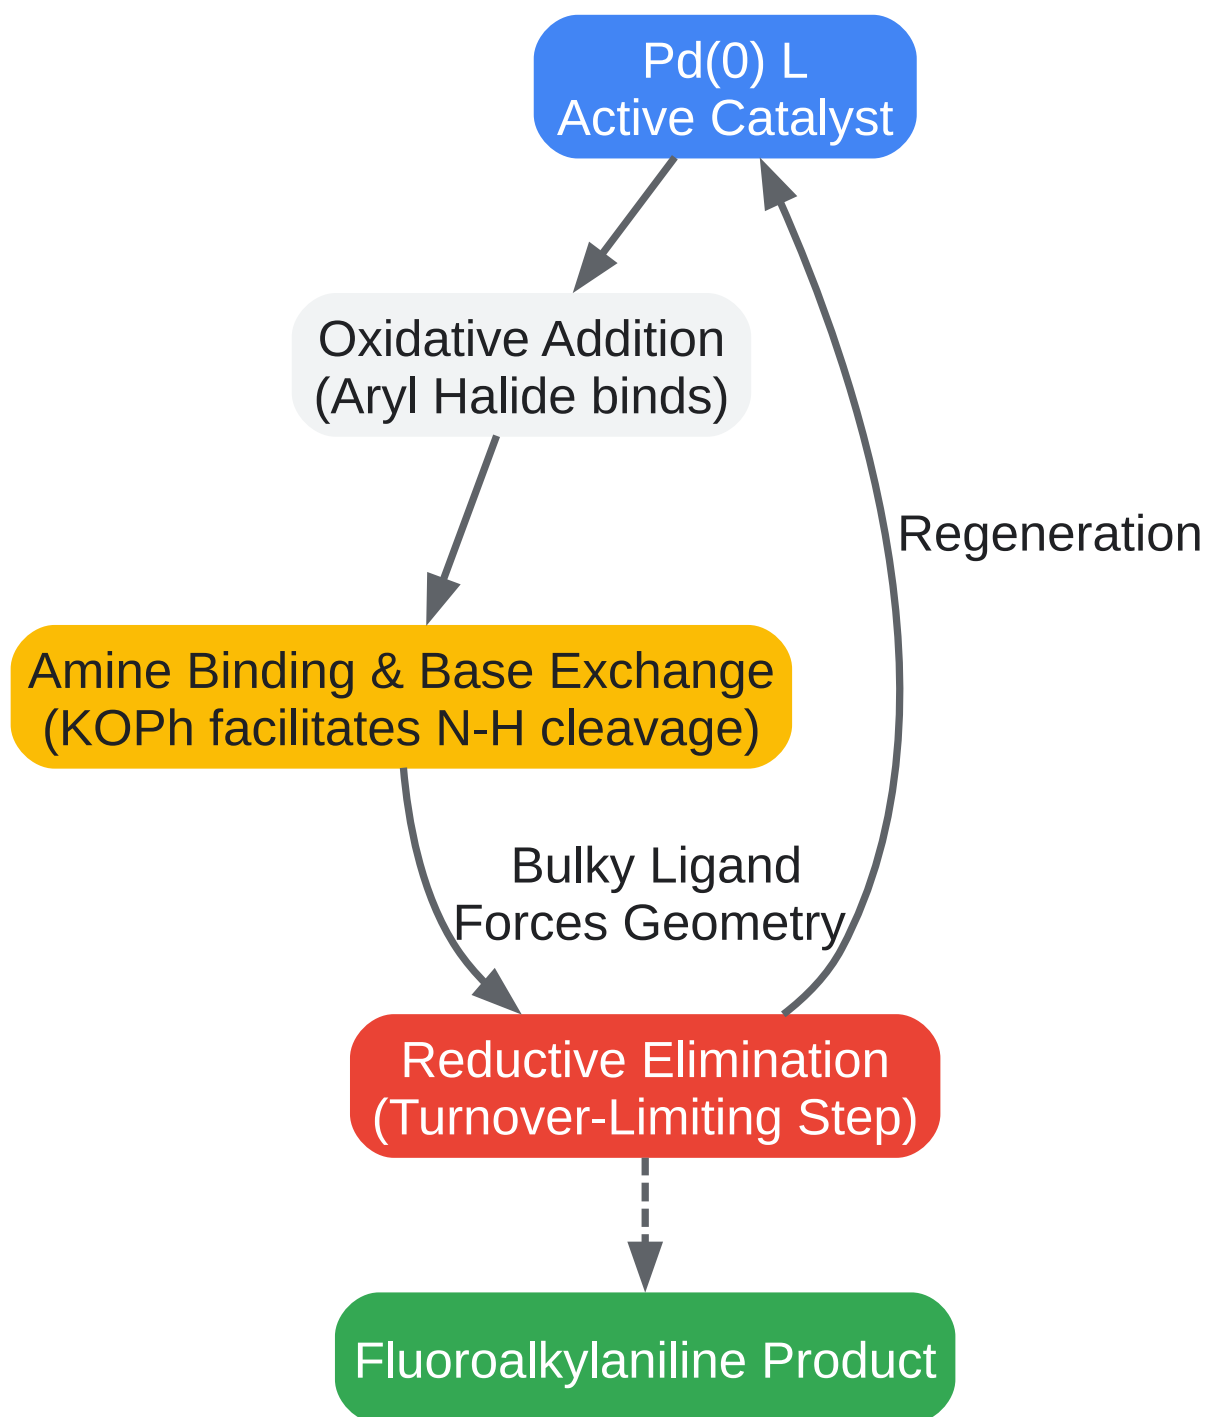 Pd(0) L
Active Catalyst
Oxidative Addition
(Aryl Halide binds)
Regeneration
Amine Binding & Base Exchange
(KOPh facilitates N-H cleavage)
Bulky Ligand
Forces Geometry
Reductive Elimination
(Turnover-Limiting Step)
Fluoroalkylaniline Product